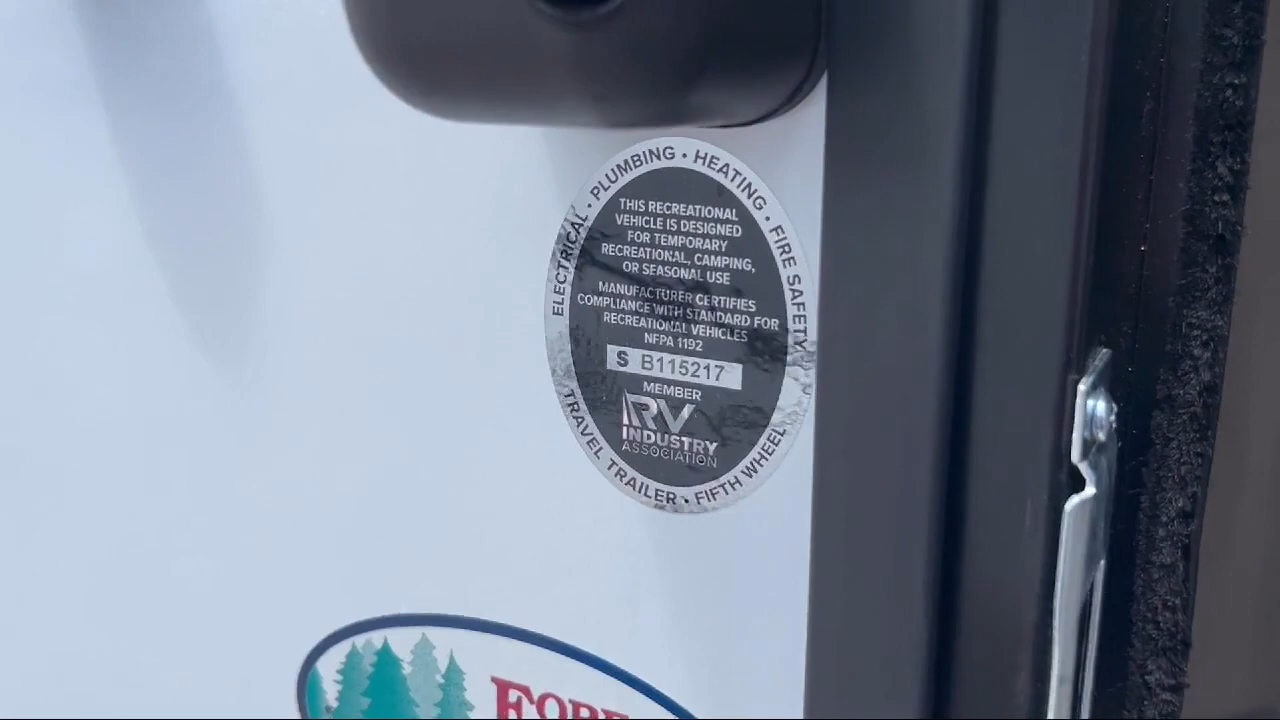 ELECTRICAL • PLUMBING • HEATING • FIRE SAFETY
THIS RECREATIONAL
VEHICLE IS DESIGNED
FOR TEMPORARY
RECREATIONAL, CAMPING,
OR SEASONAL USE
MANUFACTURER CERTIFIES
COMPLIANCE WITH STANDARD FOR
RECREATIONAL VEHICLES
NFPA 1192
S B115217
MEMBER
RV
INDUSTRY
ASSOCIATION
TRAVEL TRAILER • FIFTH WHEEL